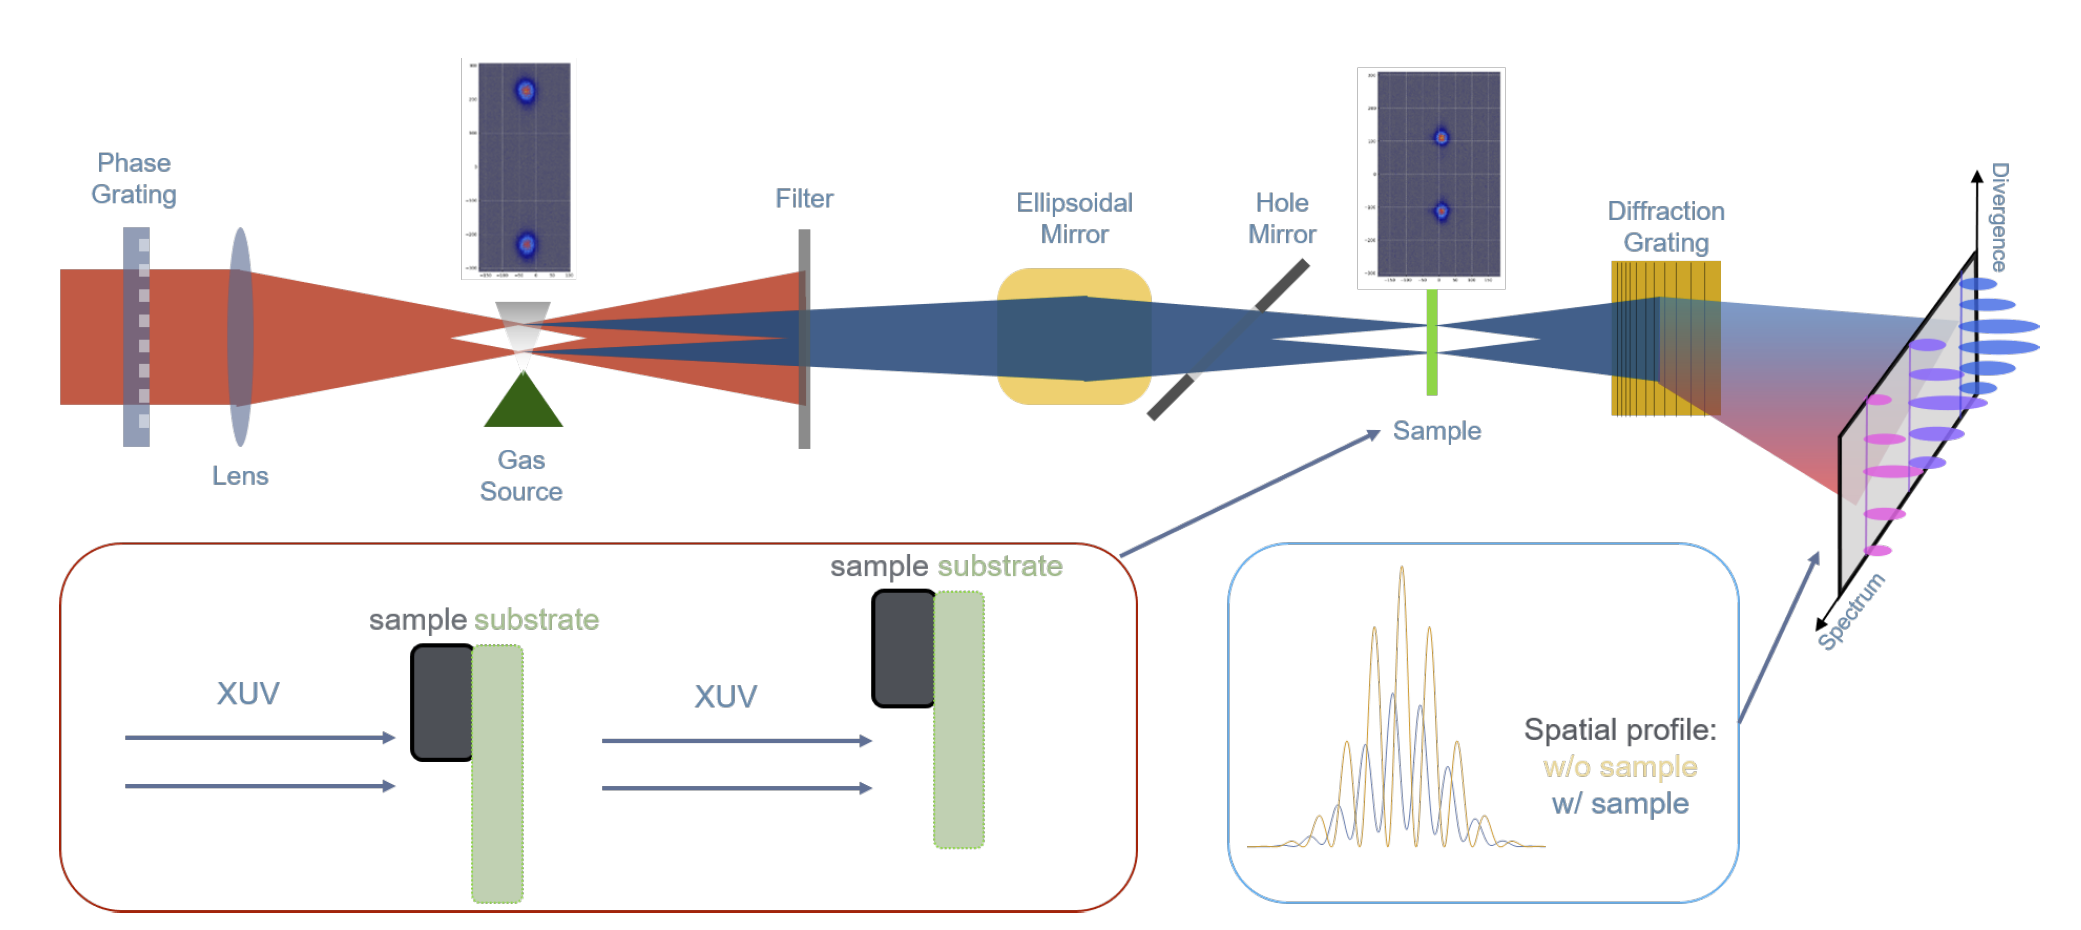 Phase
Grating
Lens
Gas
Source
Filter
Ellipsoidal
Mirror
Hole
Mirror
Sample
Diffraction
Grating
Divergence
Spectrum
sample substrate
XUV
sample substrate
XUV
Spatial profile:
w/o sample
w/ sample